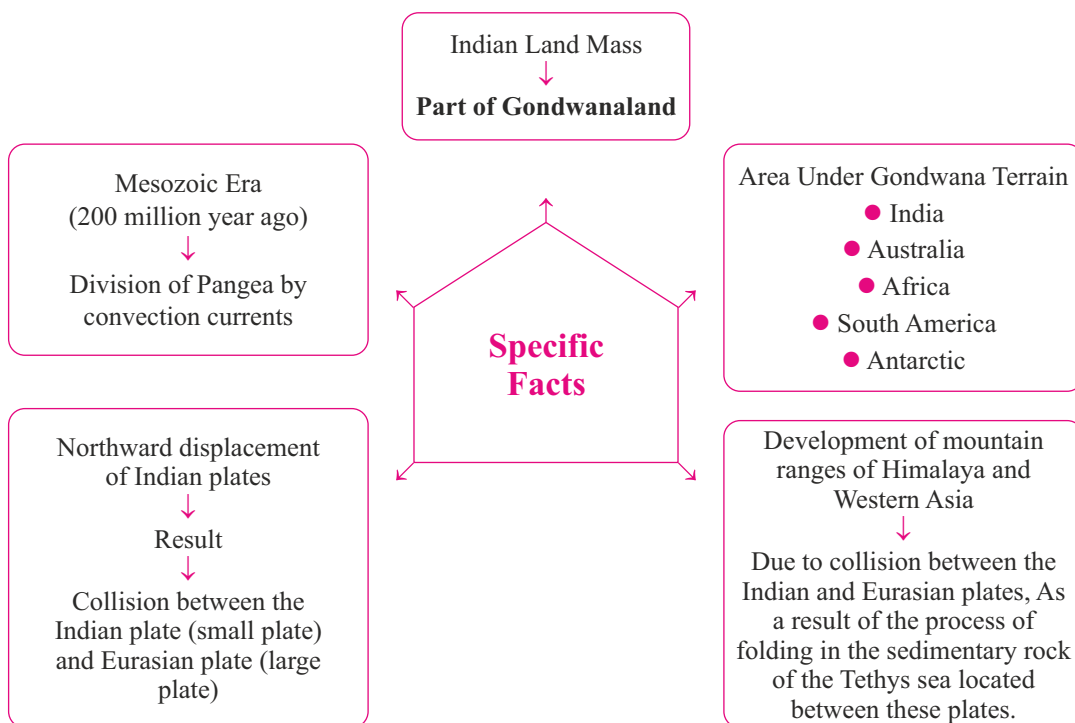 Indian Land Mass
↓
Part of Gondwanaland
Mesozoic Era
(200 million year ago)
↓
Division of Pangea by
convection currents
Area Under Gondwana Terrain
● India
● Australia
● Africa
● South America
● Antarctic
Specific
Facts
Northward displacement
of Indian plates
↓
Result
↓
Collision between the
Indian plate (small plate)
and Eurasian plate (large
plate)
Development of mountain
ranges of Himalaya and
Western Asia
↓
Due to collision between the
Indian and Eurasian plates, As
a result of the process of
folding in the sedimentary rock
of the Tethys sea located
between these plates.